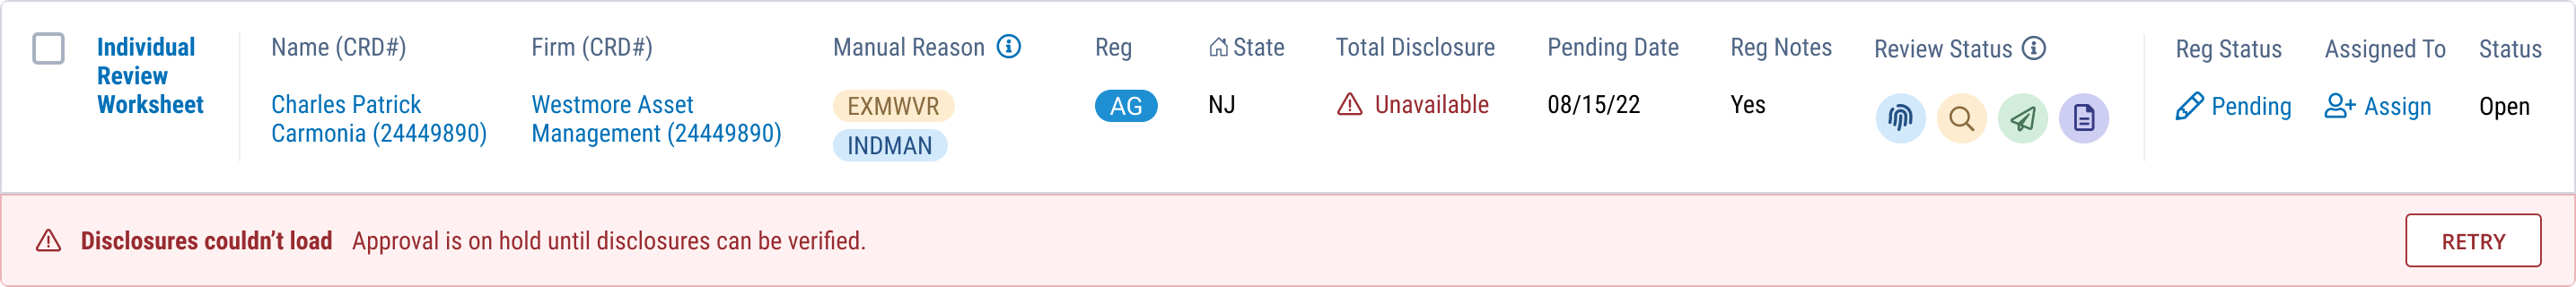 Individual
Review
Worksheet
Name (CRD#)
Charles Patrick
Carmonia (24449890)
Firm (CRD#)
Westmore Asset
Management (24449890)
Manual Reason
EXMWVR
INDMAN
Reg
AG
State
NJ
Total Disclosure
Unavailable
Pending Date
08/15/22
Reg Notes
Yes
Review Status
Reg Status
Pending
Assigned To
Assign
Status
Open
Disclosures couldn’t load Approval is on hold until disclosures can be verified.
RETRY